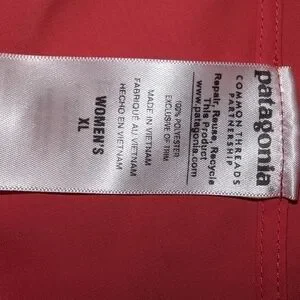 patagonia
COMMON THREADS
PARTNERSHIP
Repair, Reuse, Recycle
This Product
www.patagonia.com
100% POLYESTER
EXCLUSIVE OF TRIM
MADE IN VIETNAM
FABRIQUÉ AU VIETNAM
HECHO EN VIETNAM
WOMEN'S
XL